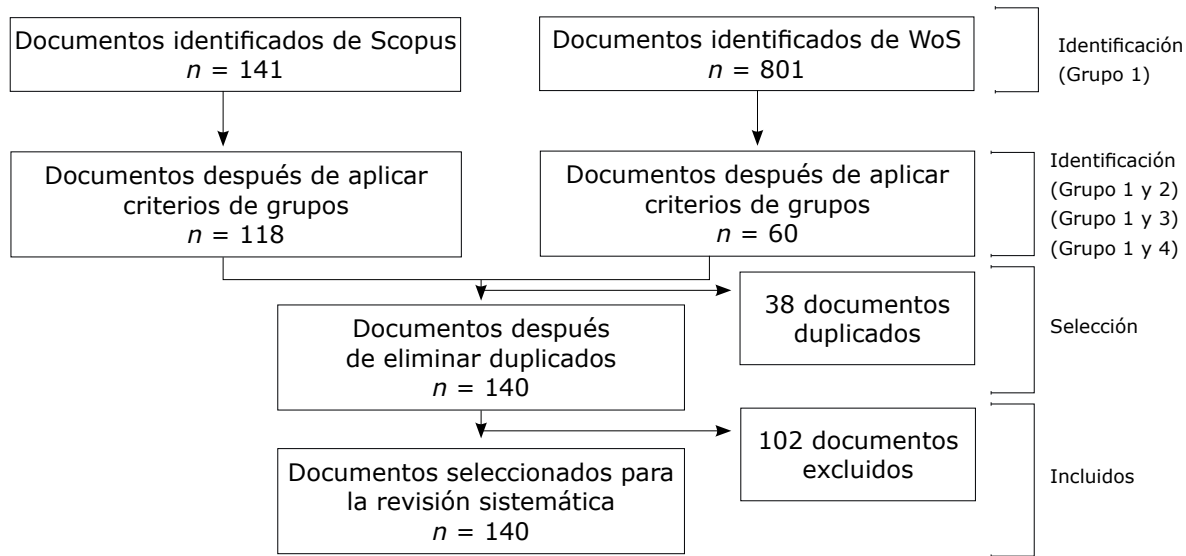 Documentos identificados de Scopus
n = 141
Documentos identificados de WoS
n = 801
Identificación
(Grupo 1)
Documentos después de aplicar
criterios de grupos
n = 118
Documentos después de aplicar
criterios de grupos
n = 60
Identificación
(Grupo 1 y 2)
(Grupo 1 y 3)
(Grupo 1 y 4)
38 documentos
duplicados
Documentos después
de eliminar duplicados
n = 140
Selección
102 documentos
excluidos
Documentos seleccionados para
la revisión sistemática
n = 140
Incluidos